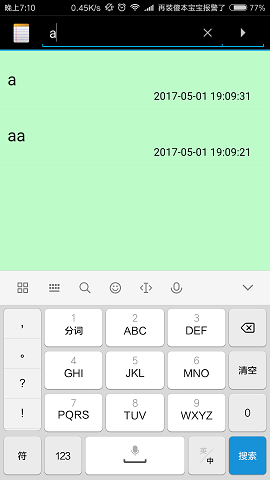 晚上7:10 0.45K/s 再装傻本宝宝报警了 77%
a
a
2017-05-01 19:09:31
aa
2017-05-01 19:09:21
, 1 2 3
分词 ABC DEF
。 4 5 6 清空
GHI JKL MNO
?
! 7 8 9 0
PQRS TUV WXYZ
符 123 英/中 搜索